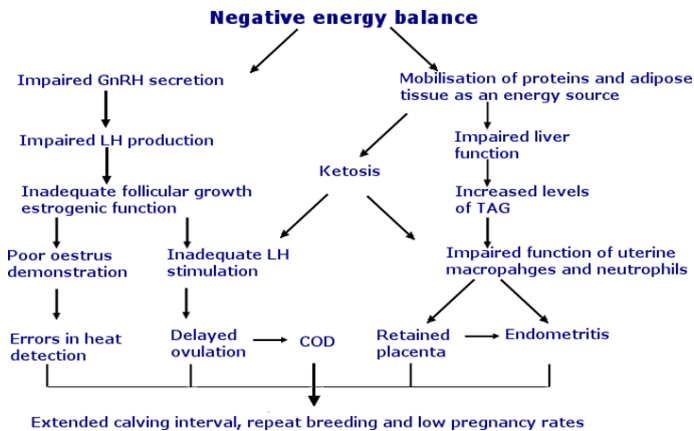 Negative energy balance
Impaired GnRH secretion
Mobilisation of proteins and adipose
tissue as an energy source
Impaired LH production
Impaired liver
function
Ketosis
Inadequate follicular growth
estrogenic function
Increased levels
of TAG
Poor oestrus
demonstration
Inadequate LH
stimulation
Impaired function of uterine
macropahges and neutrophils
Errors in heat
detection
Delayed
ovulation
COD
Retained
placenta
Endometritis
Extended calving interval, repeat breeding and low pregnancy rates